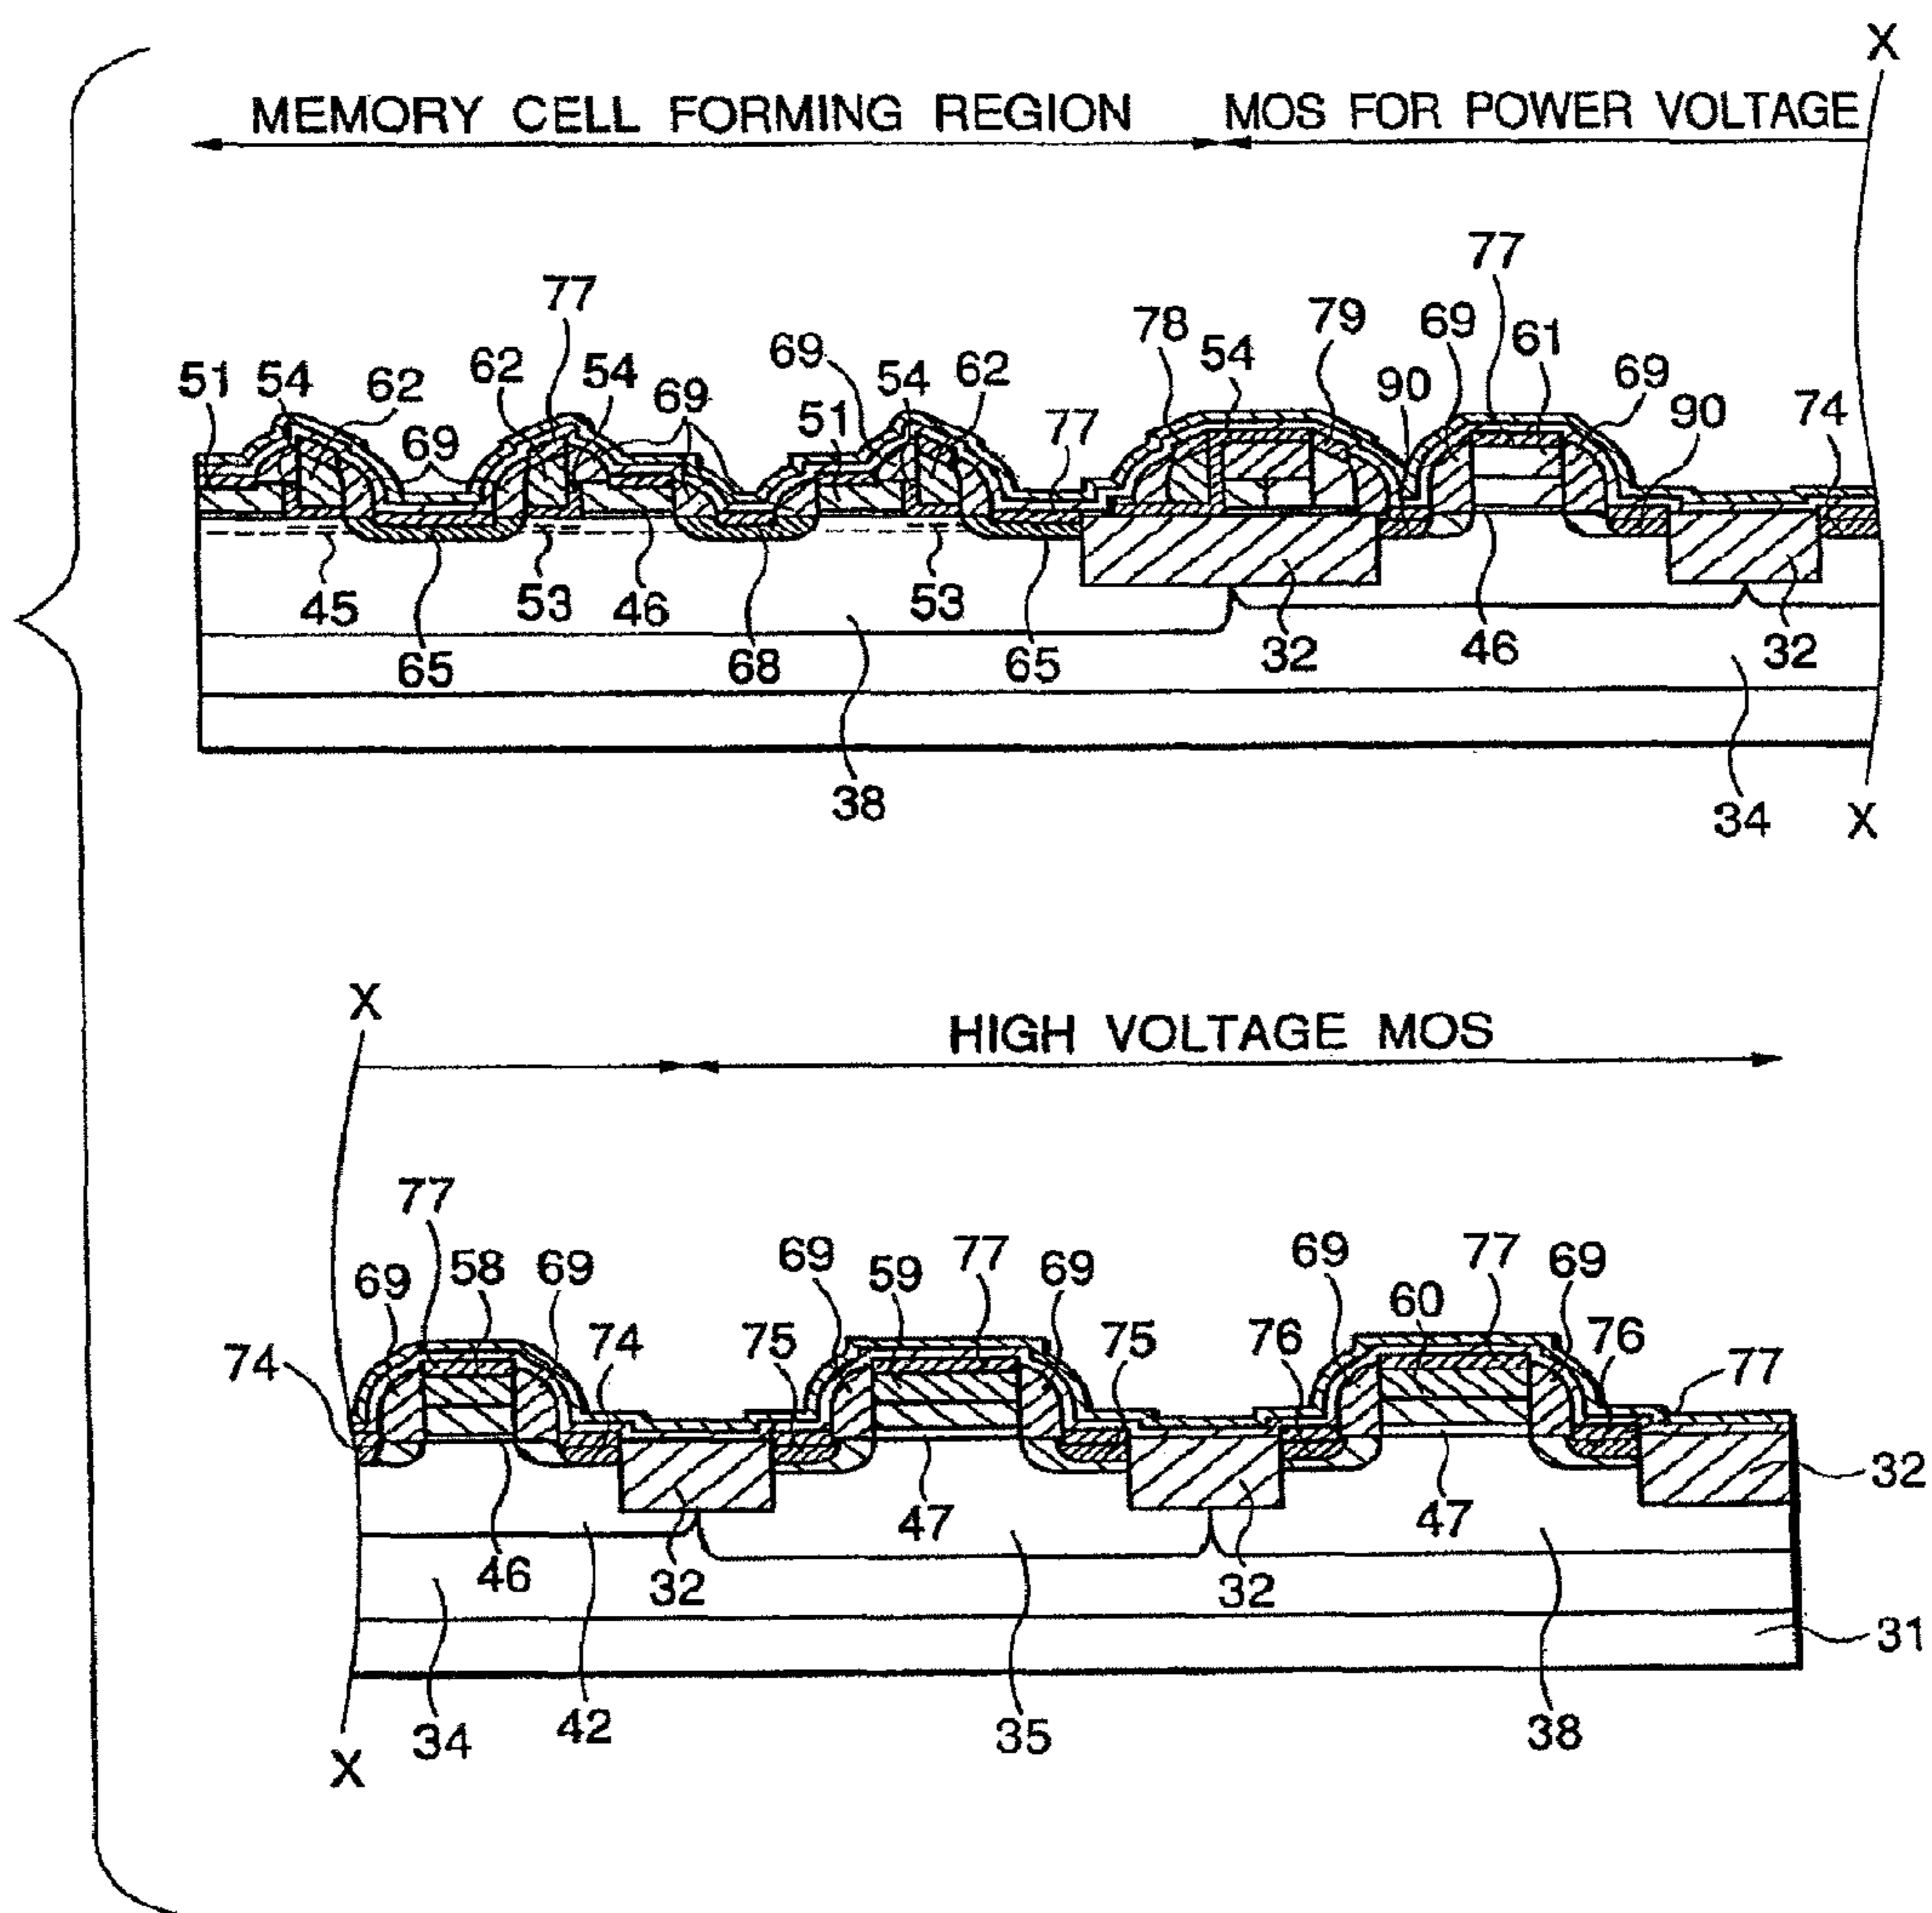 X
MEMORY CELL FORMING REGION MOS FOR POWER VOLTAGE
77
77 78 54 79 69 61
51 54 62 62 54 69 69 51 54 62 77 90 69 90 74
69
45 53 46 53 32 46 32
65 68 65
38 34 X
X
HIGH VOLTAGE MOS
77
69 58 69 69 59 77 69 69 60 77 69
74 74 75 75 76 76 77
32
46 32 47 32 47
31
34 42 35 38
X